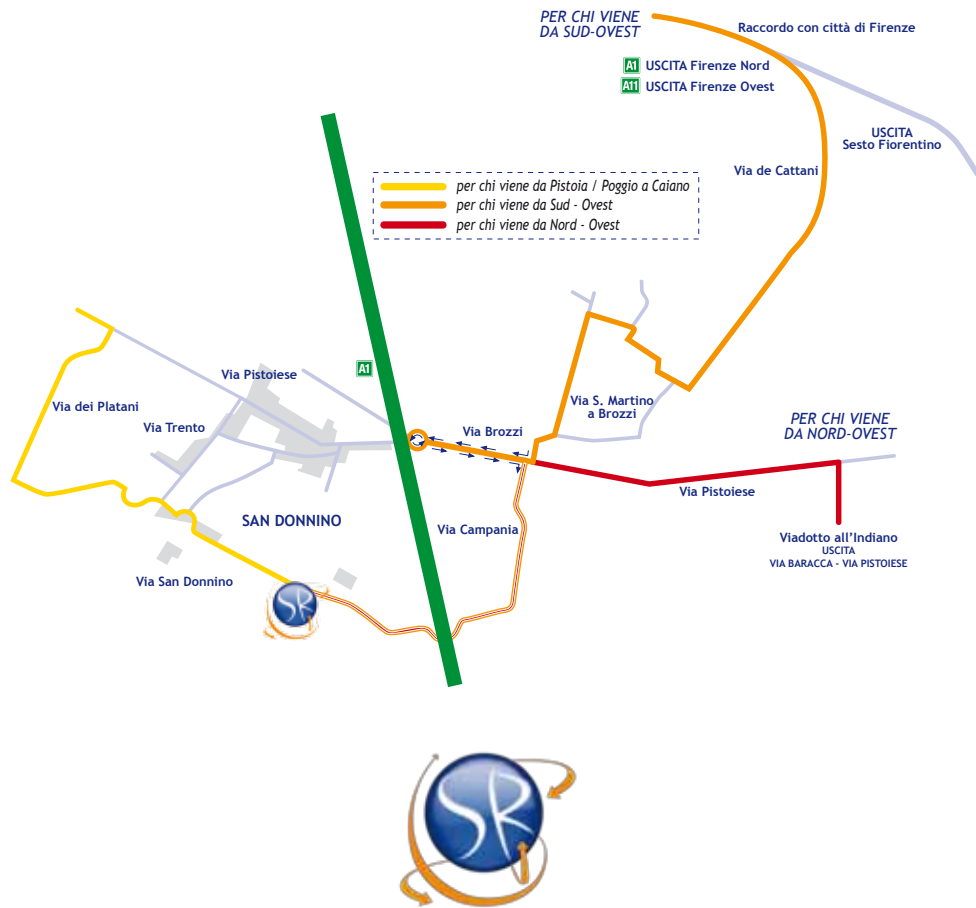 PER CHI VIENE
DA SUD-OVEST
Raccordo con città di Firenze
A1 USCITA Firenze Nord
A11 USCITA Firenze Ovest
USCITA
Sesto Fiorentino
Via de Cattani
per chi viene da Pistoia / Poggio a Caiano
per chi viene da Sud - Ovest
per chi viene da Nord - Ovest
A1
Via Pistoiese
Via dei Platani
Via Trento
Via S. Martino
a Brozzi
Via Brozzi
PER CHI VIENE
DA NORD-OVEST
Via Pistoiese
SAN DONNINO
Via Campania
Viadotto all'Indiano
USCITA
VIA BARACCA - VIA PISTOIESE
Via San Donnino
SR
SR